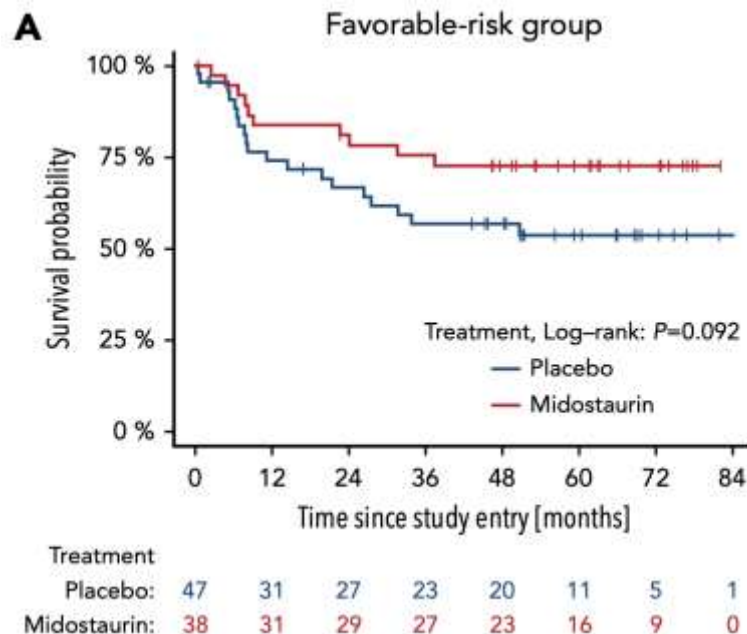 A
Favorable-risk group
100 %
75 %
50 %
25 %
0 %
Survival probability
Treatment, Log–rank: P=0.092
Placebo
Midostaurin
0 12 24 36 48 60 72 84
Time since study entry [months]
Treatment
Placebo: 47 31 27 23 20 11 5 1
Midostaurin: 38 31 29 27 23 16 9 0